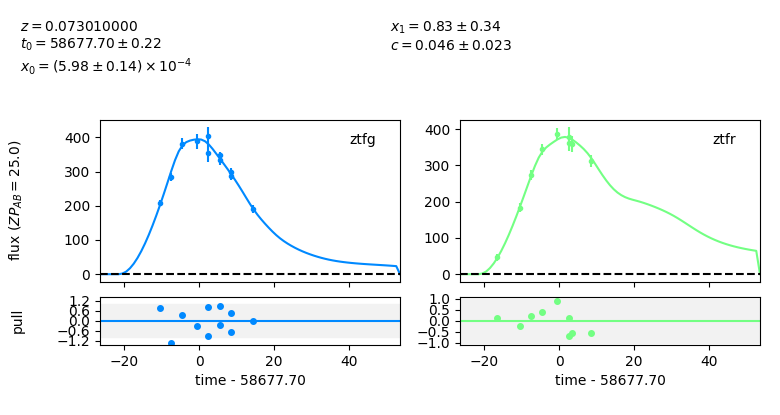 z = 0.073010000
t₀ = 58677.70 ± 0.22
x₀ = (5.98 ± 0.14) × 10⁻⁴
x₁ = 0.83 ± 0.34
c = 0.046 ± 0.023
flux (ZP_AB = 25.0)
400
300
200
100
0
ztfg
400
300
200
100
0
ztfr
pull
1.2
0.6
0.0
−0.6
−1.2
−20 0 20 40
time - 58677.70
1.0
0.5
0.0
−0.5
−1.0
−20 0 20 40
time - 58677.70